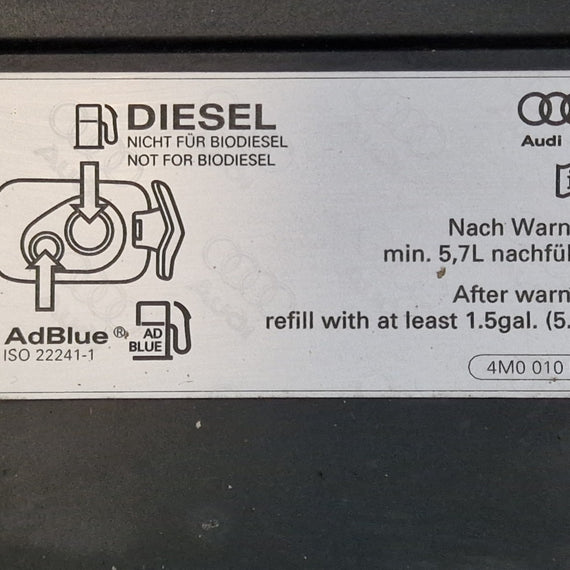 DIESEL
NICHT FÜR BIODIESEL
NOT FOR BIODIESEL
Audi
Nach Warn
min. 5,7L nachfül
After warn
refill with at least 1.5gal. (5.
AdBlue®
ISO 22241-1
AD
BLUE
4M0 010